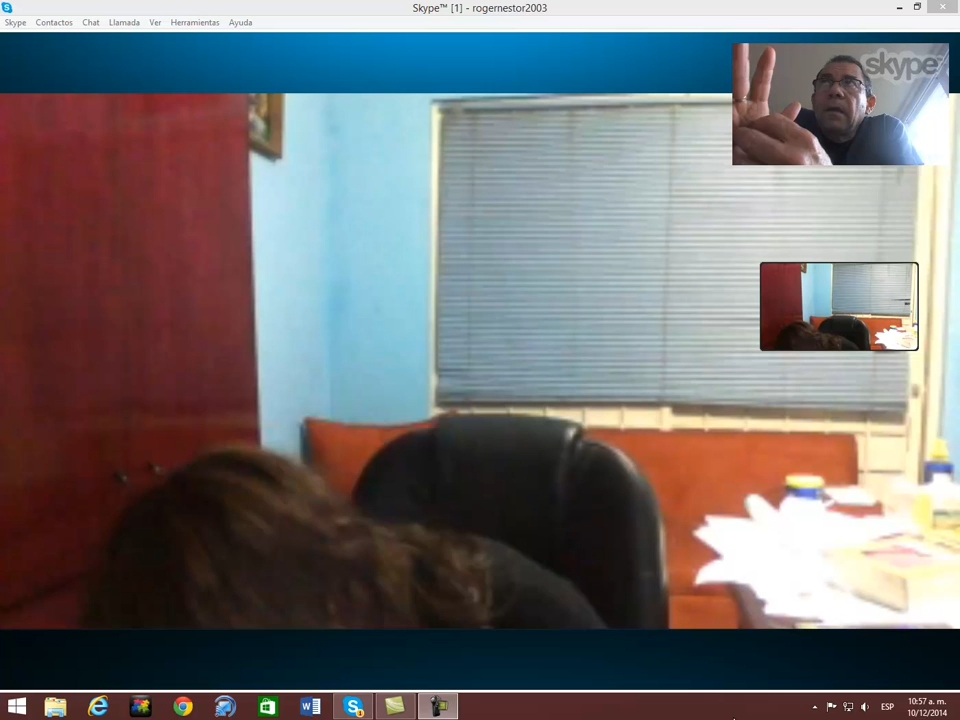 Skype™ [1] - rogernestor2003
Skype Contactos Chat Llamada Ver Herramientas Ayuda
skype
ESP
10:57 a. m.
10/12/2014